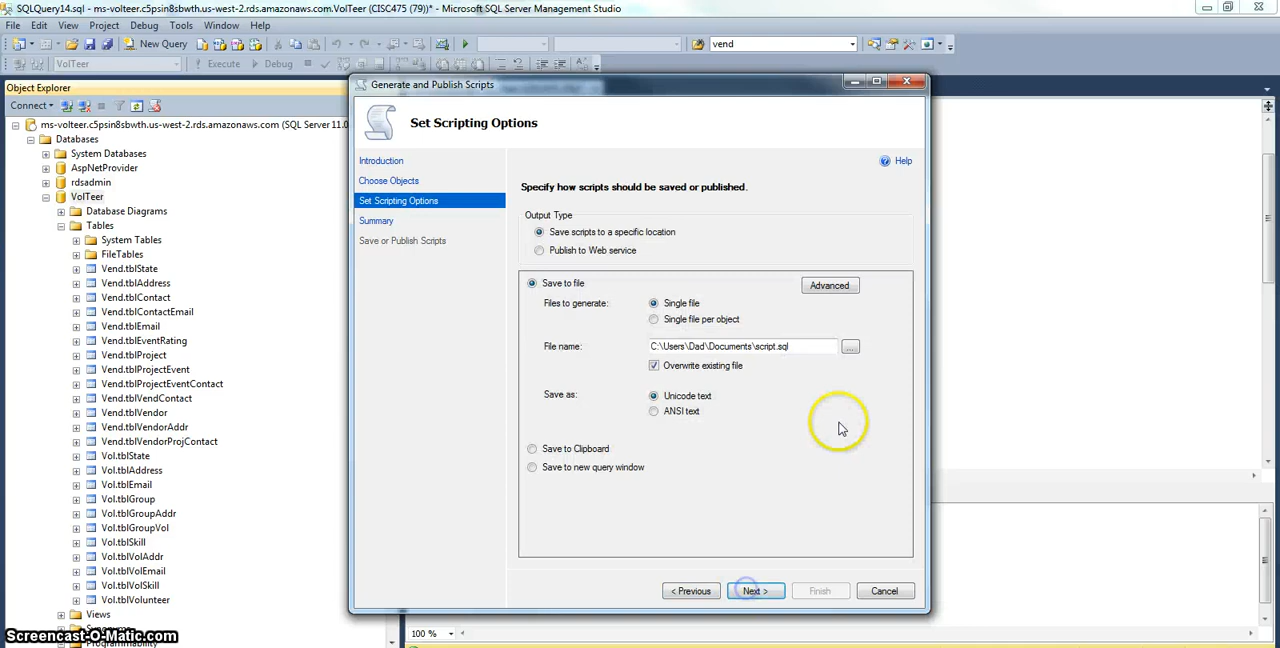 SQLQuery14.sql - ms-volteer.c5psin8sbwth.us-west-2.rds.amazonaws.com.VolTeer (CISC475 (79))* - Microsoft SQL Server Management Studio
File Edit View Project Debug Tools Window Help
New Query vend
VolTeer Execute Debug
Object Explorer
Connect
ms-volteer.c5psin8sbwth.us-west-2.rds.amazonaws.com (SQL Server 11.0
Databases
System Databases
AspNetProvider
rdsadmin
VolTeer
Database Diagrams
Tables
System Tables
FileTables
Vend.tblState
Vend.tblAddress
Vend.tblContact
Vend.tblContactEmail
Vend.tblEmail
Vend.tblEventRating
Vend.tblProject
Vend.tblProjectEvent
Vend.tblProjectEventContact
Vend.tblVendContact
Vend.tblVendor
Vend.tblVendorAddr
Vend.tblVendorProjContact
Vol.tblState
Vol.tblAddress
Vol.tblEmail
Vol.tblGroup
Vol.tblGroupAddr
Vol.tblGroupVol
Vol.tblSkill
Vol.tblVolAddr
Vol.tblVolEmail
Vol.tblVolSkill
Vol.tblVolunteer
Views
Programmability
Screencast-O-Matic.com
Generate and Publish Scripts
Set Scripting Options
Introduction
Choose Objects
Set Scripting Options
Summary
Save or Publish Scripts
Help
Specify how scripts should be saved or published.
Output Type
Save scripts to a specific location
Publish to Web service
Save to file
Advanced
Files to generate:
Single file
Single file per object
File name:
C:\Users\Dad\Documents\script.sql
...
Overwrite existing file
Save as:
Unicode text
ANSI text
Save to Clipboard
Save to new query window
< Previous
Next >
Finish
Cancel
100 %